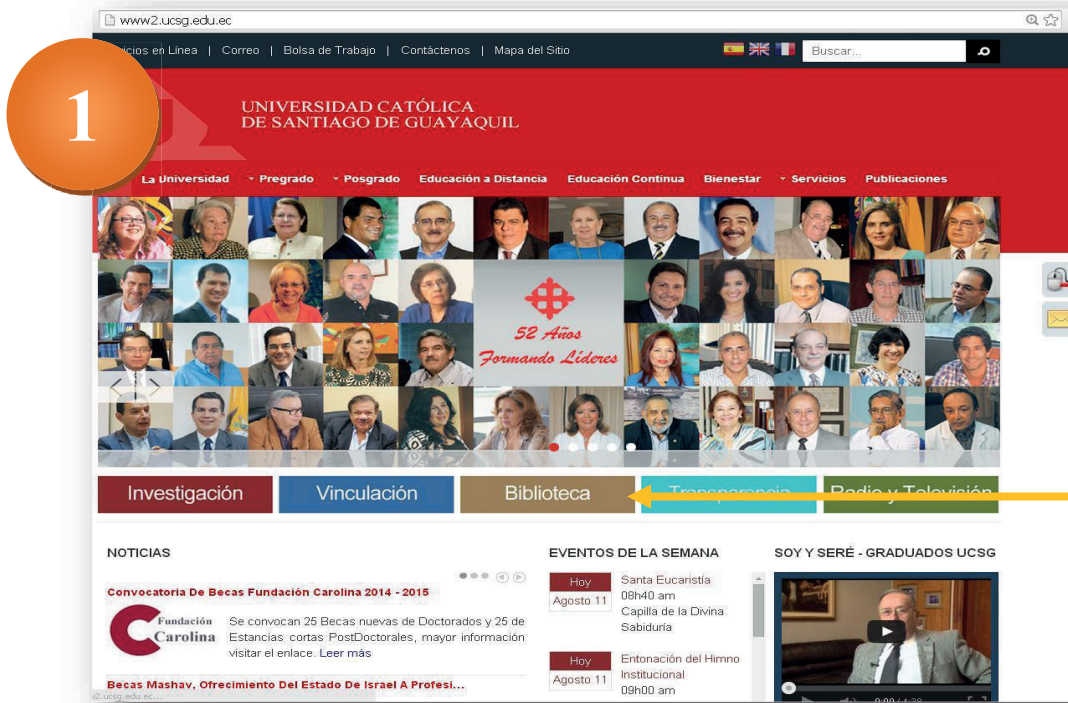 www2.ucsg.edu.ec
en Línea | Correo | Bolsa de Trabajo | Contáctenos | Mapa del Sitio
Buscar...
1
UNIVERSIDAD CATÓLICA
DE SANTIAGO DE GUAYAQUIL
La Universidad Pregrado Posgrado Educación a Distancia Educación Continua Bienestar Servicios Publicaciones
52 Años
Formando Líderes
Investigación Vinculación Biblioteca Transparencia Radio y Televisión
NOTICIAS
Convocatoria De Becas Fundación Carolina 2014 - 2015
Fundación
Carolina
Se convocan 25 Becas nuevas de Doctorados y 25 de
Estancias cortas PostDoctorales, mayor información
visitar el enlace. Leer más
Becas Mashav, Ofrecimiento Del Estado De Israel A Profesi...
EVENTOS DE LA SEMANA
Hoy
Agosto 11
Santa Eucaristía
08h40 am
Capilla de la Divina
Sabiduría
Hoy
Agosto 11
Entonación del Himno
Institucional
09h00 am
SOY Y SERÉ - GRADUADOS UCSG